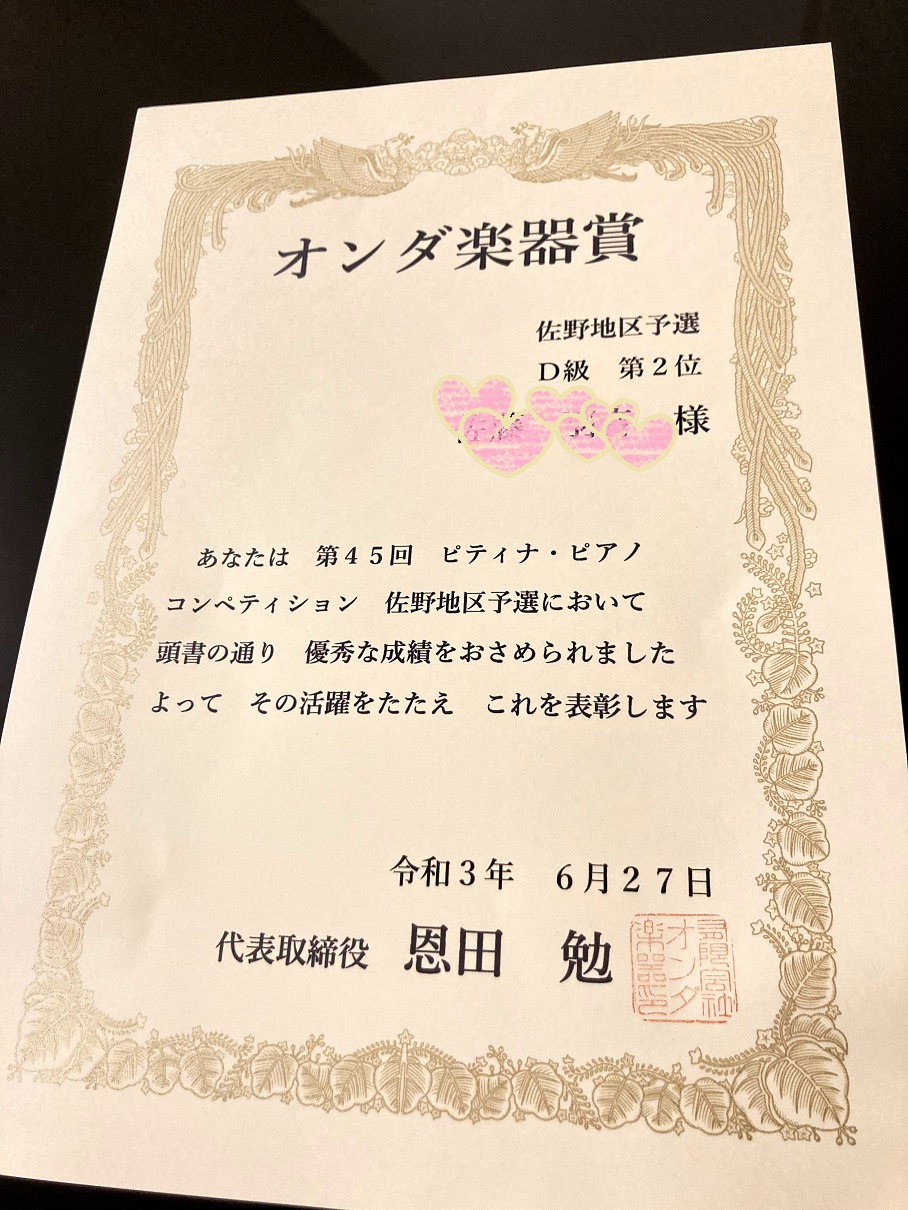 オンダ楽器賞
佐野地区予選
D級　第２位
様
あなたは　第４５回　ピティナ・ピアノ
コンペティション　佐野地区予選において
頭書の通り　優秀な成績をおさめられました
よって　その活躍をたたえ　これを表彰します
令和３年　６月２７日
代表取締役　恩田　勉